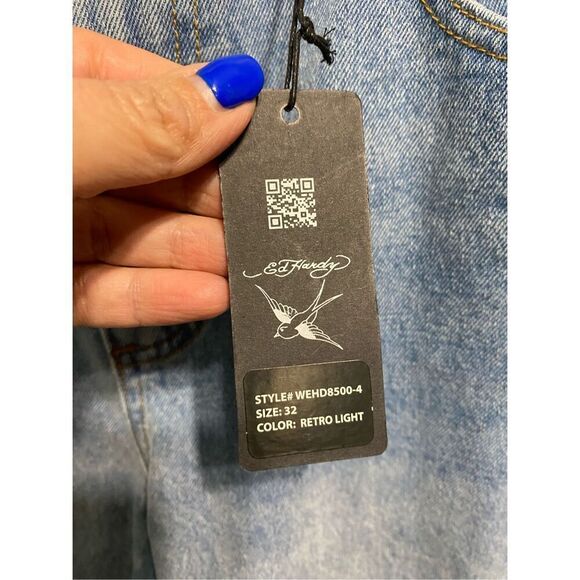 Ed Hardy
STYLE# WEHD8500-4
SIZE: 32
COLOR: RETRO LIGHT